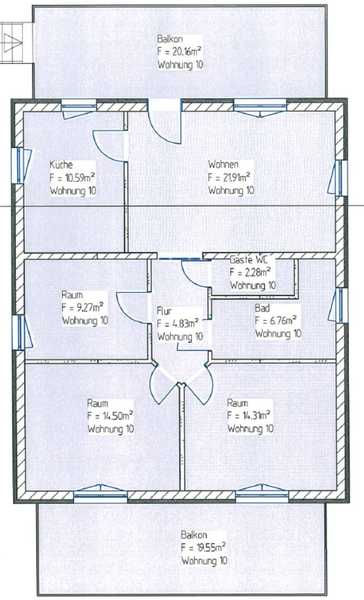 Balkon
F = 20.16m²
Wohnung 10
Küche
F = 10.59m²
Wohnung 10
Wohnen
F = 21.91m²
Wohnung 10
Gäste WC
F = 2.28m²
Wohnung 10
Raum
F = 9.27m²
Wohnung 10
Flur
F = 4.83m²
Wohnung 10
Bad
F = 6.76m²
Wohnung 10
Raum
F = 14.50m²
Wohnung 10
Raum
F = 14.31m²
Wohnung 10
Balkon
F = 19.55m²
Wohnung 10